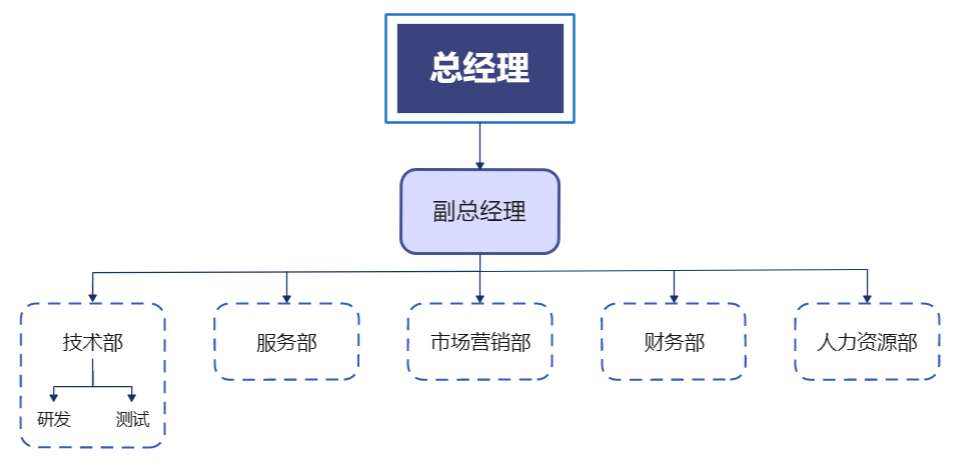 总经理
副总经理
技术部
服务部
市场营销部
财务部
人力资源部
研发
测试